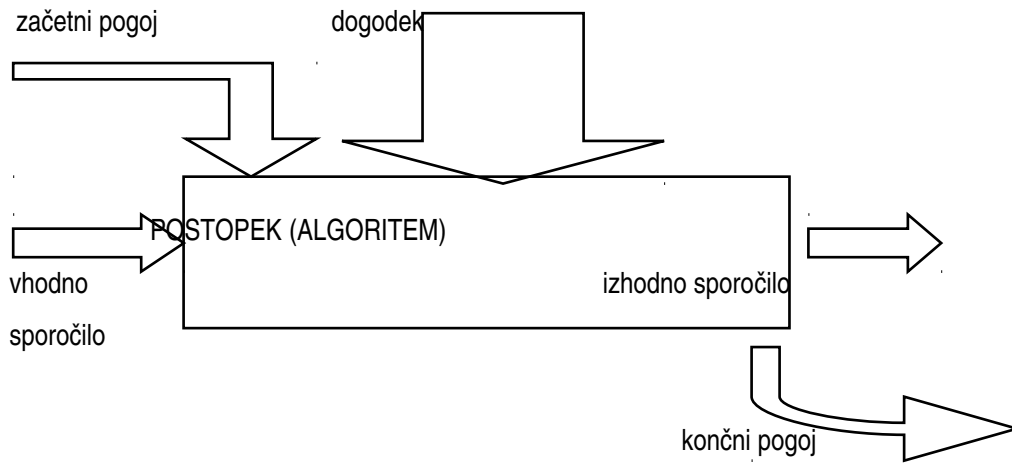 začetni pogoj
dogodek
POSTOPEK (ALGORITEM)
vhodno
sporočilo
izhodno sporočilo
končni pogoj